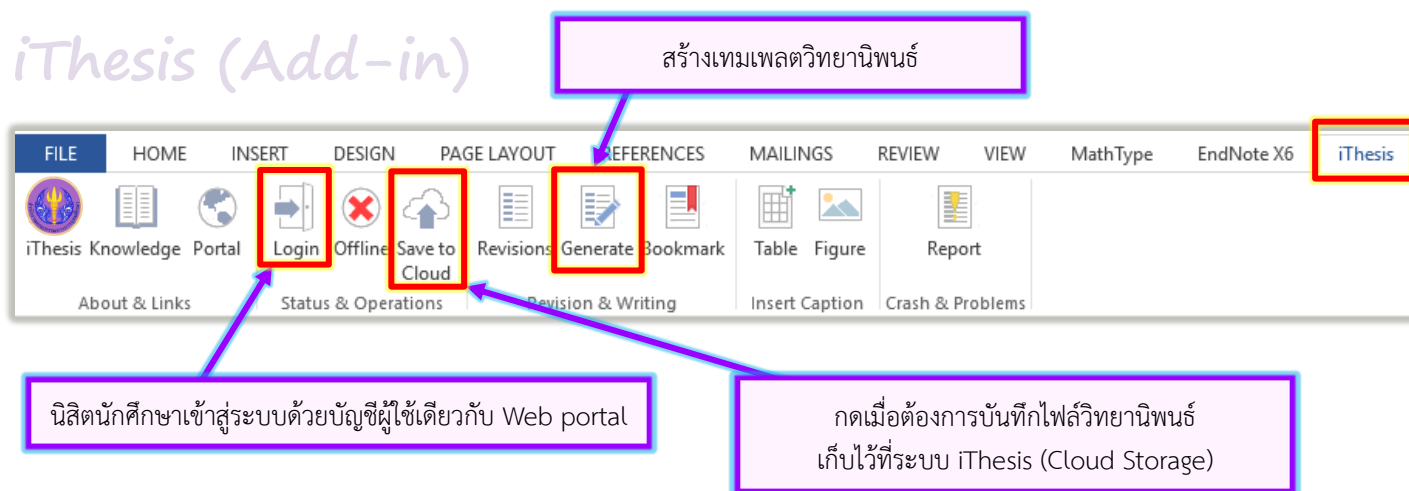 iThesis (Add-in)
สร้างเทมเพลตวิทยานิพนธ์
FILE HOME INSERT DESIGN PAGE LAYOUT REFERENCES MAILINGS REVIEW VIEW MathType EndNote X6 iThesis
iThesis Knowledge Portal Login Offline Save to Cloud Revisions Generate Bookmark Table Figure Report
About & Links Status & Operations Revision & Writing Insert Caption Crash & Problems
นิสิตนักศึกษาเข้าสู่ระบบด้วยบัญชีผู้ใช้เดียวกับ Web portal
กดเมื่อต้องการบันทึกไฟล์วิทยานิพนธ์
เก็บไว้ที่ระบบ iThesis (Cloud Storage)